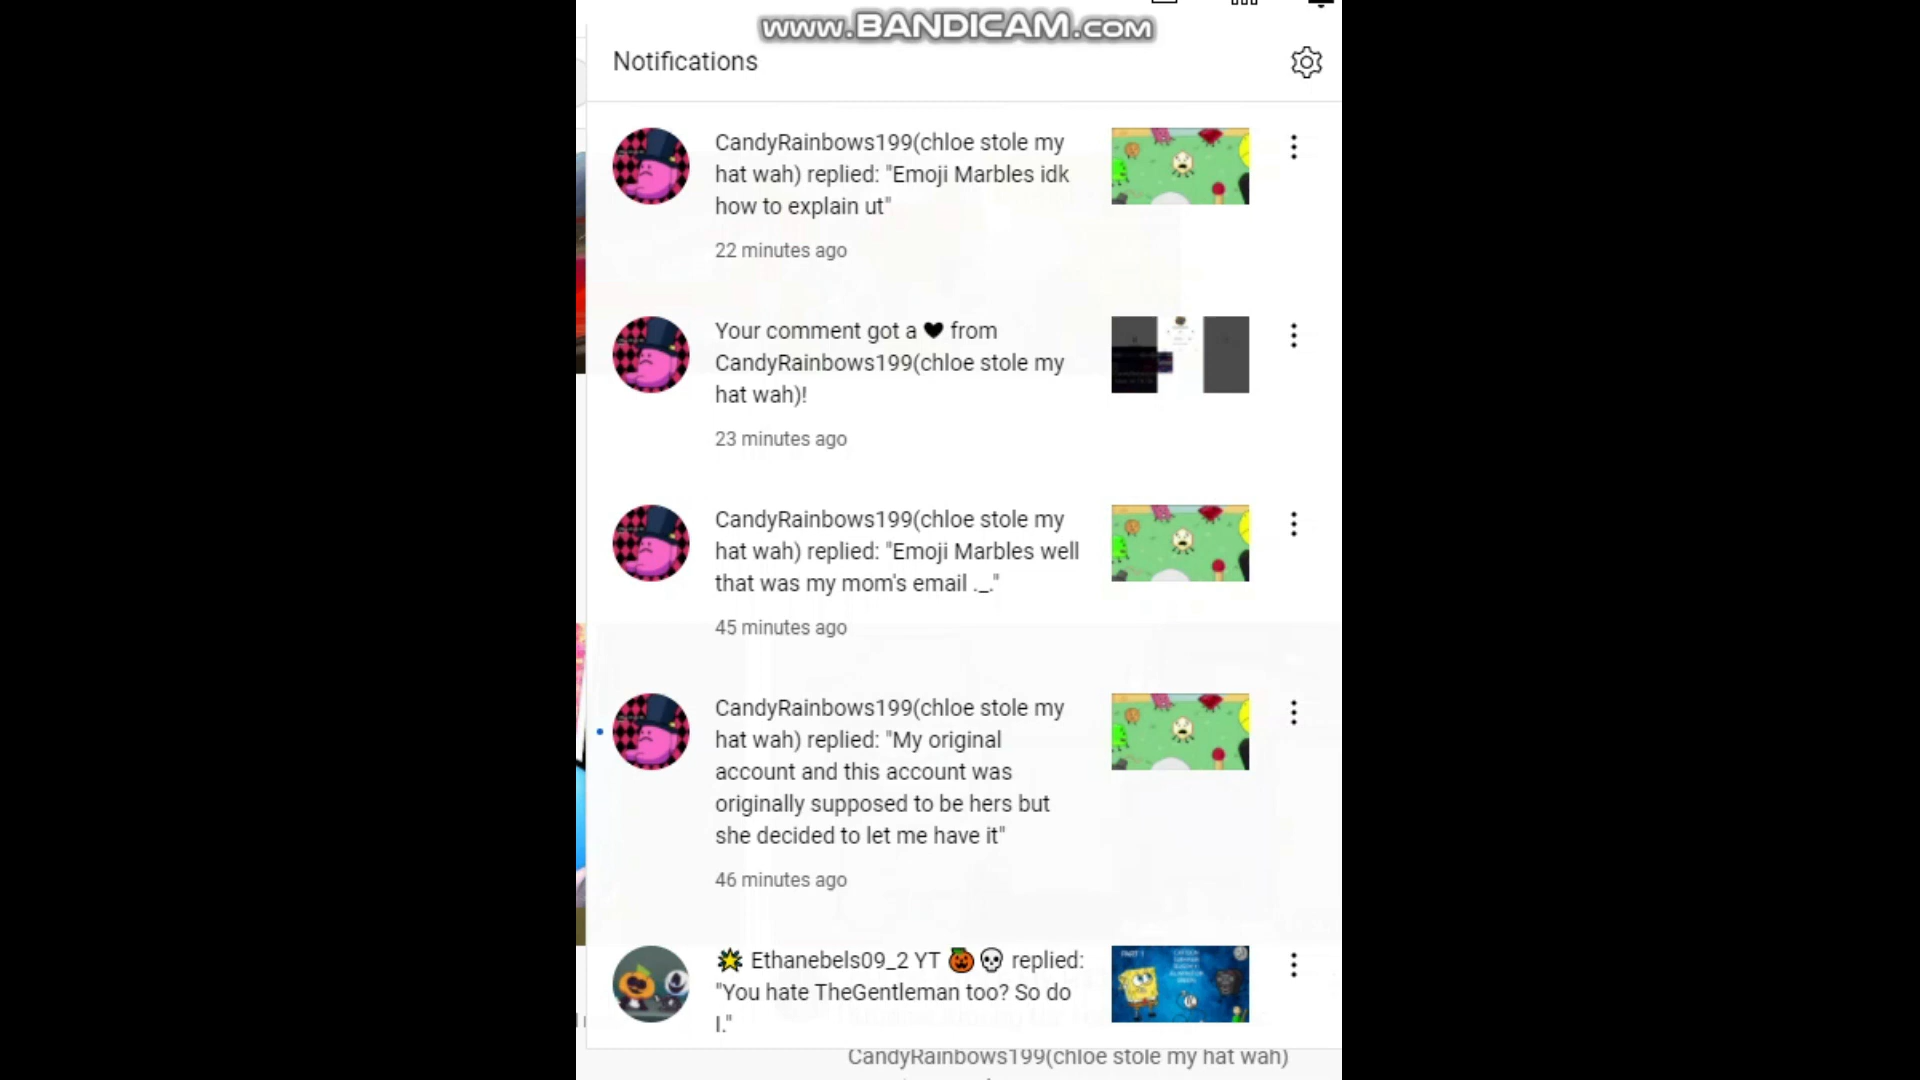 www.BANDICAM.com
Notifications
CandyRainbows199(chloe stole my
hat wah) replied: "Emoji Marbles idk
how to explain ut"
22 minutes ago
Your comment got a ♥ from
CandyRainbows199(chloe stole my
hat wah)!
23 minutes ago
CandyRainbows199(chloe stole my
hat wah) replied: "Emoji Marbles well
that was my mom's email ._."
45 minutes ago
CandyRainbows199(chloe stole my
hat wah) replied: "My original
account and this account was
originally supposed to be hers but
she decided to let me have it"
46 minutes ago
🌟 Ethanebels09_2 YT 🎃💀 replied:
"You hate TheGentleman too? So do
I."
PART 1
CandyRainbows199(chloe stole my hat wah)